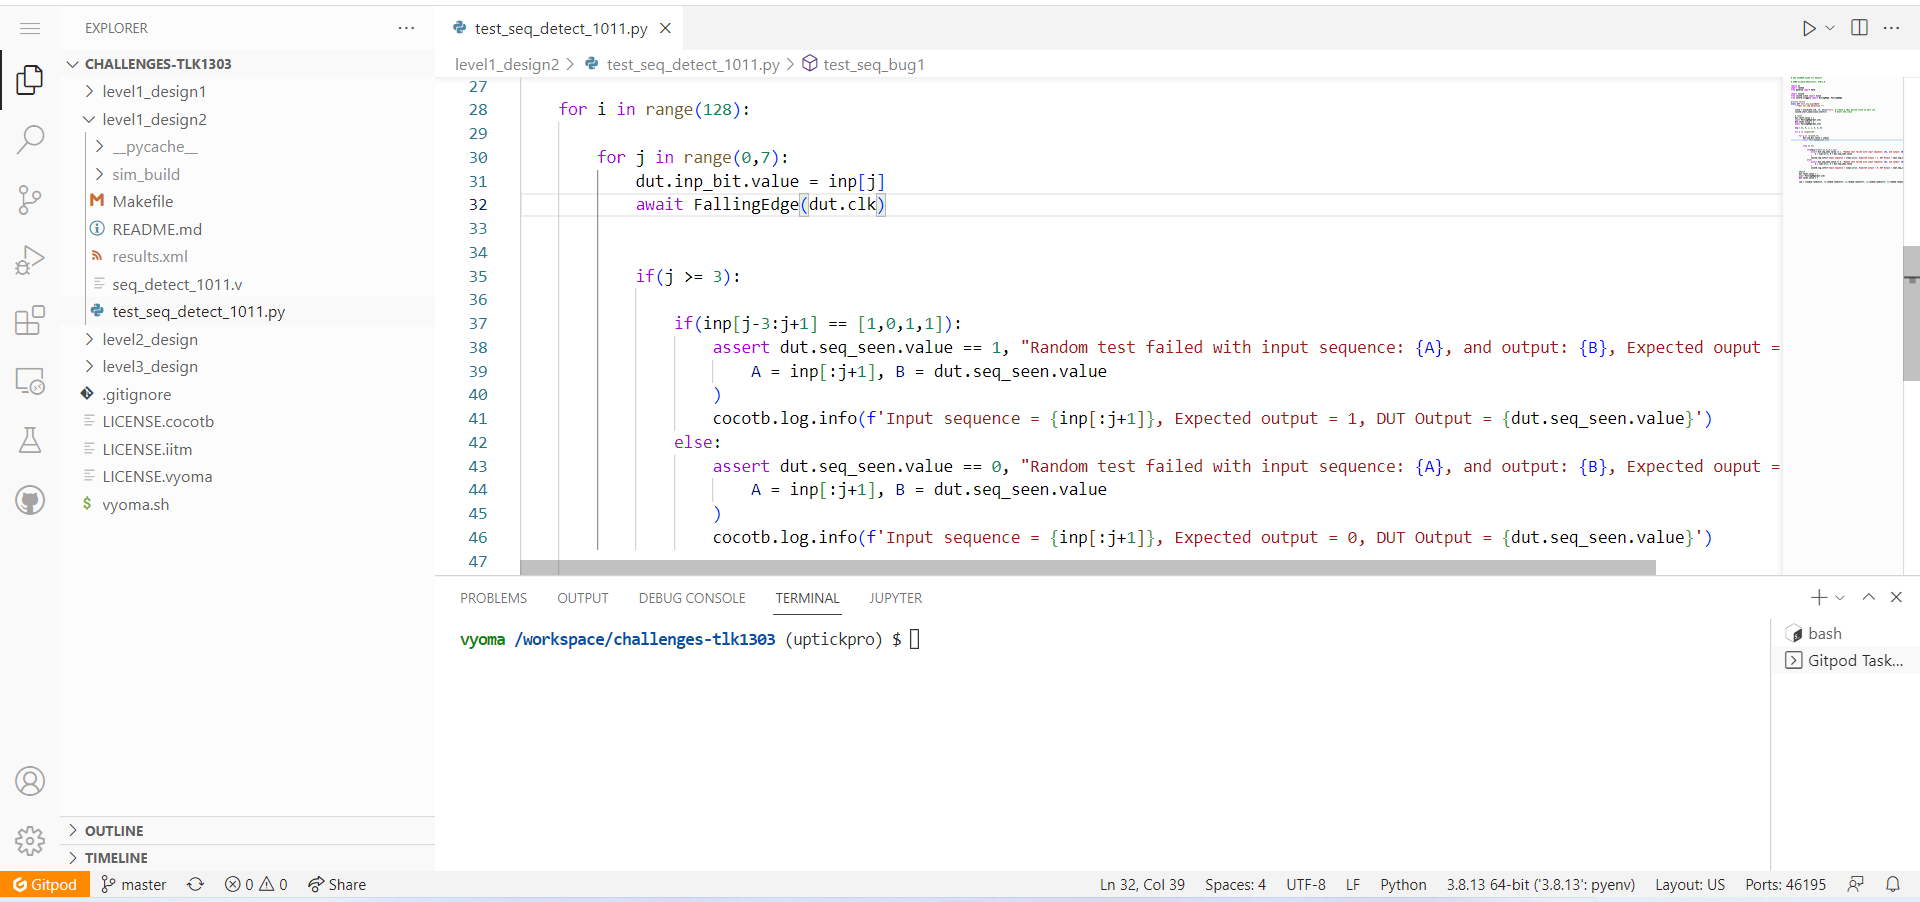 EXPLORER
CHALLENGES-TLK1303
level1_design1
level1_design2
__pycache__
sim_build
Makefile
README.md
results.xml
seq_detect_1011.v
test_seq_detect_1011.py
level2_design
level3_design
.gitignore
LICENSE.cocotb
LICENSE.iitm
LICENSE.vyoma
vyoma.sh
OUTLINE
TIMELINE
test_seq_detect_1011.py
level1_design2 > test_seq_detect_1011.py > test_seq_bug1
27
28 for i in range(128):
29
30 for j in range(0,7):
31 dut.inp_bit.value = inp[j]
32 await FallingEdge(dut.clk)
33
34
35 if(j >= 3):
36
37 if(inp[j-3:j+1] == [1,0,1,1]):
38 assert dut.seq_seen.value == 1, "Random test failed with input sequence: {A}, and output: {B}, Expected ouput =
39 A = inp[:j+1], B = dut.seq_seen.value
40 )
41 cocotb.log.info(f'Input sequence = {inp[:j+1]}, Expected output = 1, DUT Output = {dut.seq_seen.value}')
42 else:
43 assert dut.seq_seen.value == 0, "Random test failed with input sequence: {A}, and output: {B}, Expected ouput =
44 A = inp[:j+1], B = dut.seq_seen.value
45 )
46 cocotb.log.info(f'Input sequence = {inp[:j+1]}, Expected output = 0, DUT Output = {dut.seq_seen.value}')
47
PROBLEMS OUTPUT DEBUG CONSOLE TERMINAL JUPYTER
vyoma /workspace/challenges-tlk1303 (uptickpro) $
bash
Gitpod Task...
Gitpod master 0 0 Share Ln 32, Col 39 Spaces: 4 UTF-8 LF Python 3.8.13 64-bit ('3.8.13': pyenv) Layout: US Ports: 46195